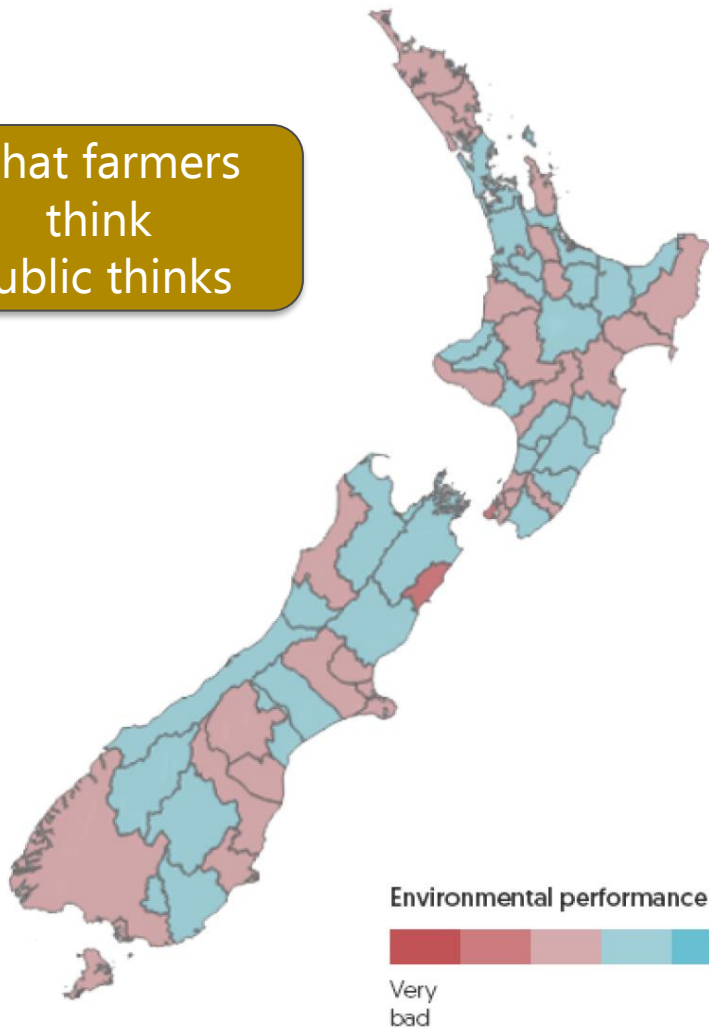 hat farmers
think
ublic thinks
Environmental performance
Very
bad